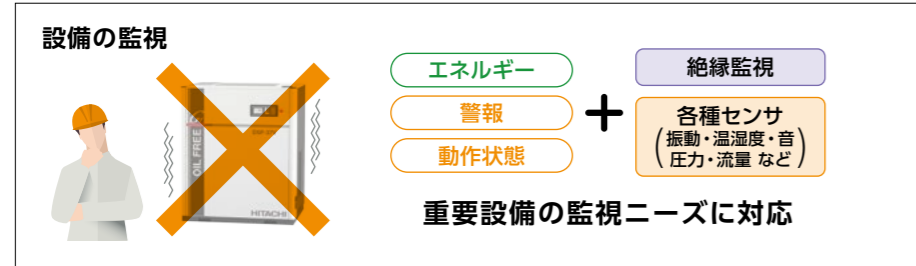 設備の監視
エネルギー
警報
動作状態
+
絶縁監視
各種センサ
(振動・温湿度・音
圧力・流量 など)
重要設備の監視ニーズに対応
OIL FREE
HITACHI